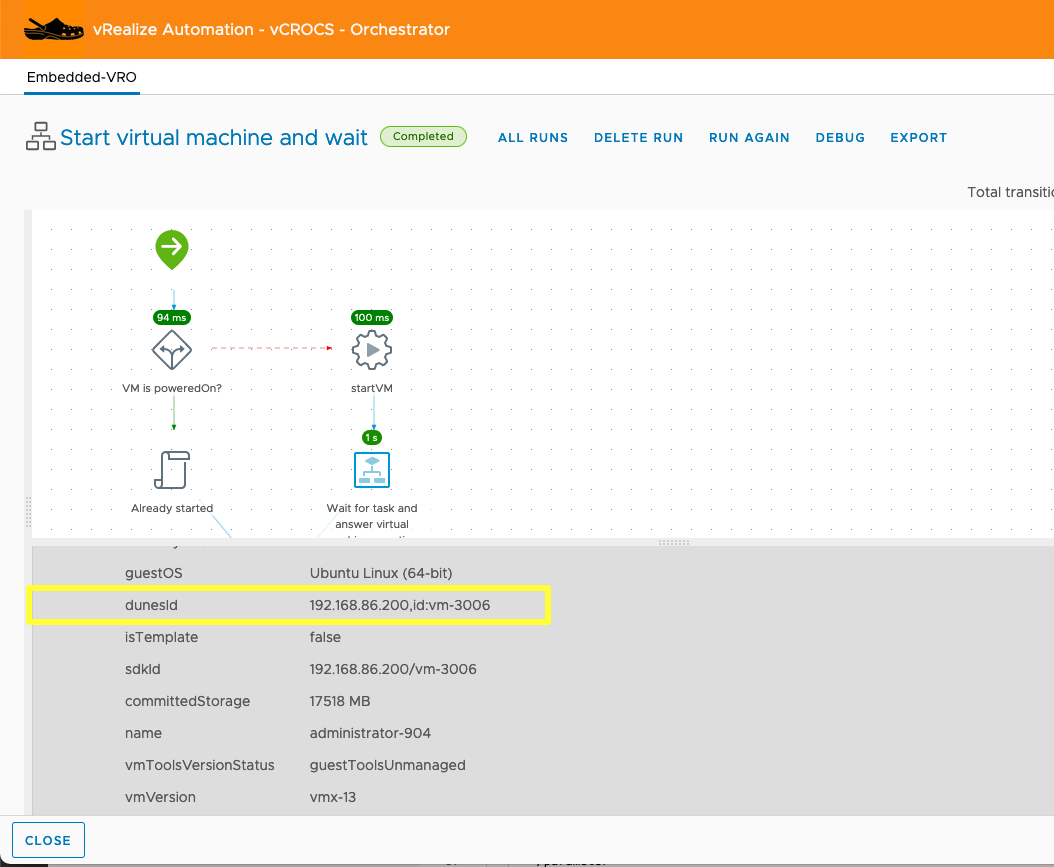 vRealize Automation - vCROCS - Orchestrator
Embedded-VRO
Start virtual machine and wait Completed ALL RUNS DELETE RUN RUN AGAIN DEBUG EXPORT
Total
94 ms 100 ms
VM is poweredOn? startVM
1 s
Already started Wait for task and
answer virtual
guestOS Ubuntu Linux (64-bit)
dunesId 192.168.86.200,id:vm-3006
isTemplate false
sdkId 192.168.86.200/vm-3006
committedStorage 17518 MB
name administrator-904
vmToolsVersionStatus guestToolsUnmanaged
vmVersion vmx-13
CLOSE